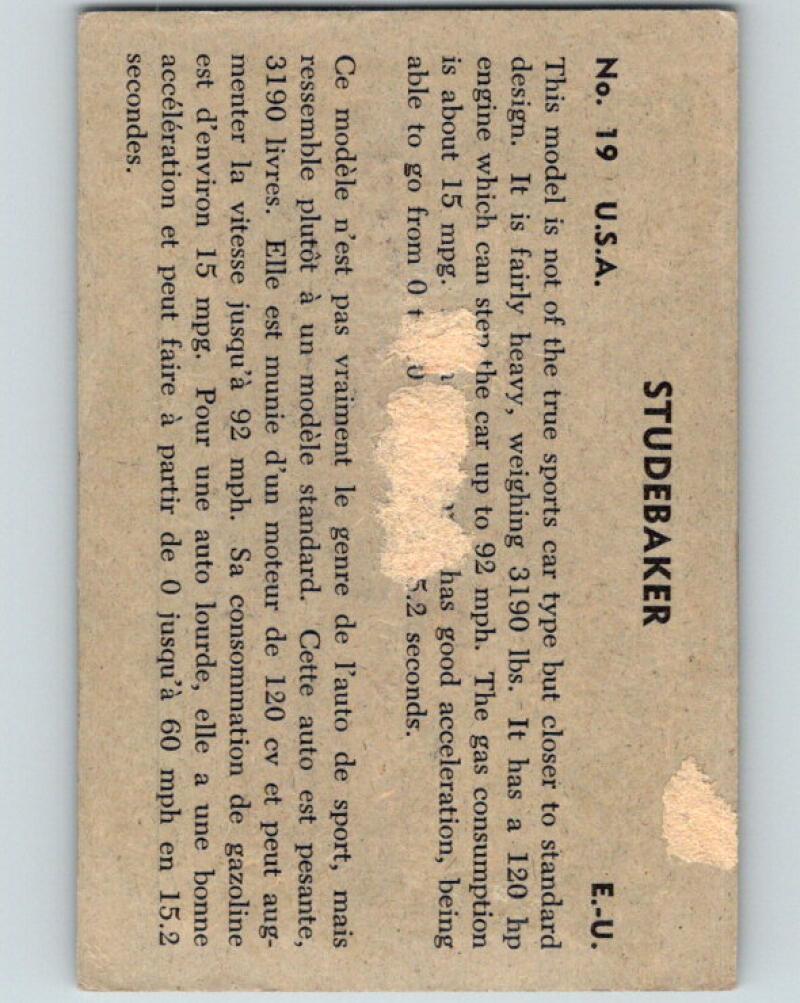 STUDEBAKER
No. 19 U.S.A. E.-U.
This model is not of the true sports car type but closer to standard
design. It is fairly heavy, weighing 3190 lbs. It has a 120 hp
engine which can step the car up to 92 mph. The gas consumption
is about 15 mpg. has good acceleration, being
able to go from 0 5.2 seconds.
Ce modèle n'est pas vraiment le genre de l'auto de sport, mais
ressemble plutôt à un modèle standard. Cette auto est pesante,
3190 livres. Elle est munie d'un moteur de 120 cv et peut aug-
menter la vitesse jusqu'à 92 mph. Sa consommation de gazoline
est d'environ 15 mpg. Pour une auto lourde, elle a une bonne
accélération et peut faire à partir de 0 jusqu'à 60 mph en 15.2
secondes.